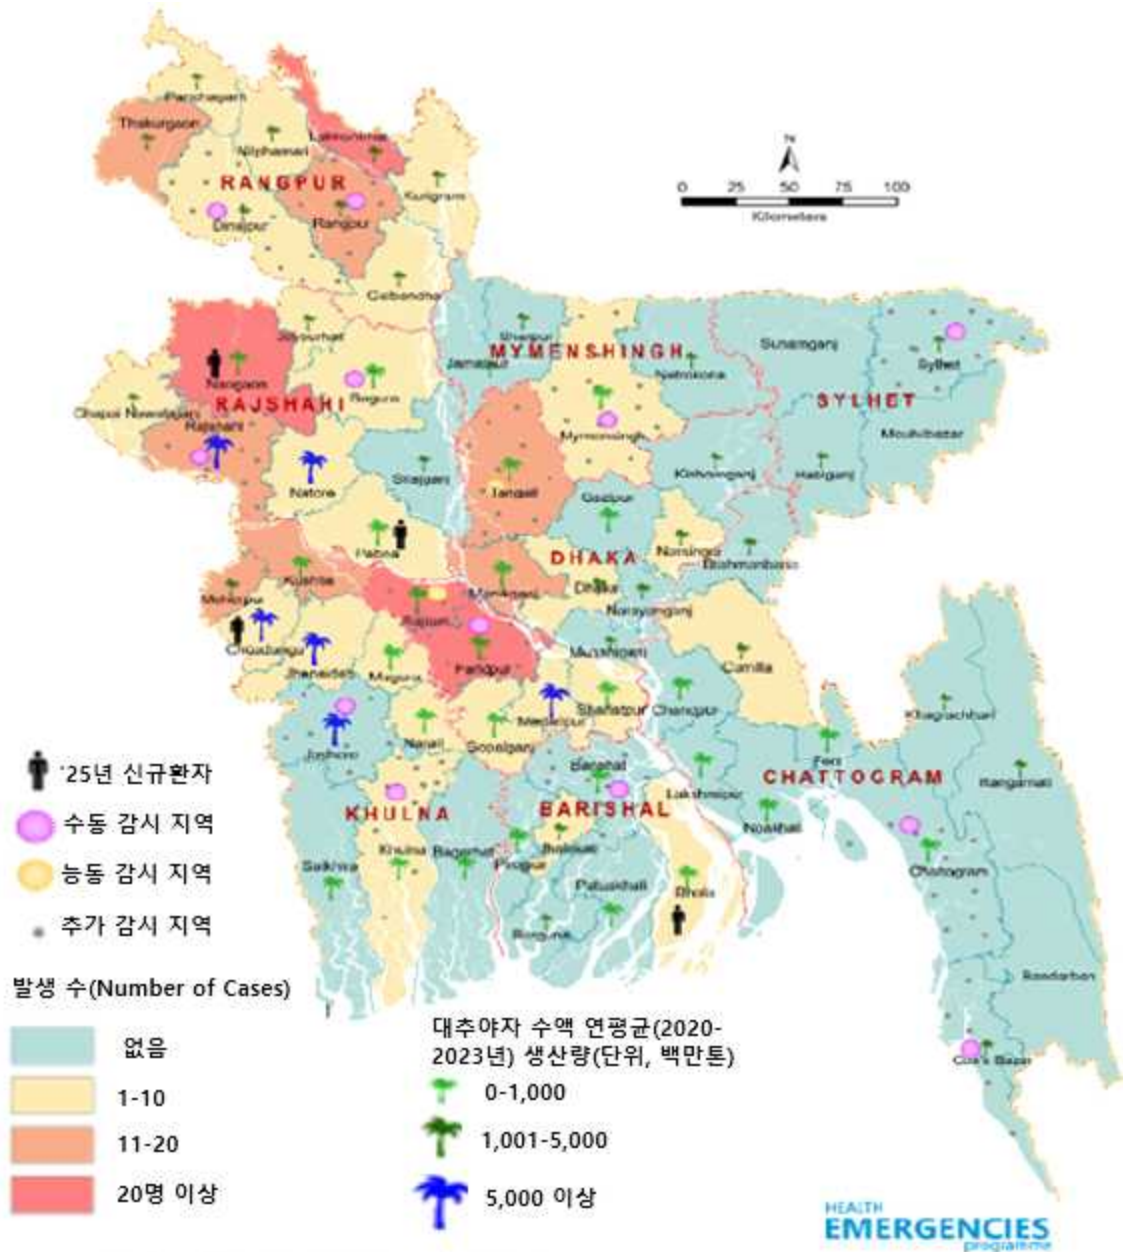 Panchagarh
Thakurgaon
Nilphamari
Lalmonirhat
RANGPUR
Kurigram
Dinajpur
Rangpur
Gaibandha
N
0 25 50 75 100
Kilometers
Joypurhat
Sherpur
Jamalpur
MYMENSINGH
Netrokona
Sunamganj
Sylhet
Naogaon
Bogura
RAJSHAHI
SYLHET
Chapai Nawabganj
Rajshahi
Mymensingh
Moulvibazar
Natore
Sirajganj
Tangail
Kishoreganj
Habiganj
Gazipur
Pabna
DHAKA
Narsingdi
Brahmanbaria
Kushtia
Manikganj
Dhaka
Meherpur
Rajbari
Narayanganj
Chuadanga
Munshiganj
Jhenaidah
Magura
Faridpur
Cumilla
Madaripur
Shariatpur
Chandpur
Khagrachhari
Jashore
Narail
Gopalganj
Feni
Barishal
CHATTOGRAM
Rangamati
KHULNA
BARISHAL
Lakshmipur
Noakhali
Khulna
Bagerhat
Pirojpur
Jhalokati
Satkhira
Patuakhali
Bhola
Chattogram
Barguna
Bandarban
Cox's Bazar
'25년 신규환자
수동 감시 지역
능동 감시 지역
추가 감시 지역
발생 수(Number of Cases)
없음
1-10
11-20
20명 이상
대추야자 수액 연평균(2020-
2023년) 생산량(단위, 백만톤)
0-1,000
1,001-5,000
5,000 이상
HEALTH
EMERGENCIES
programme